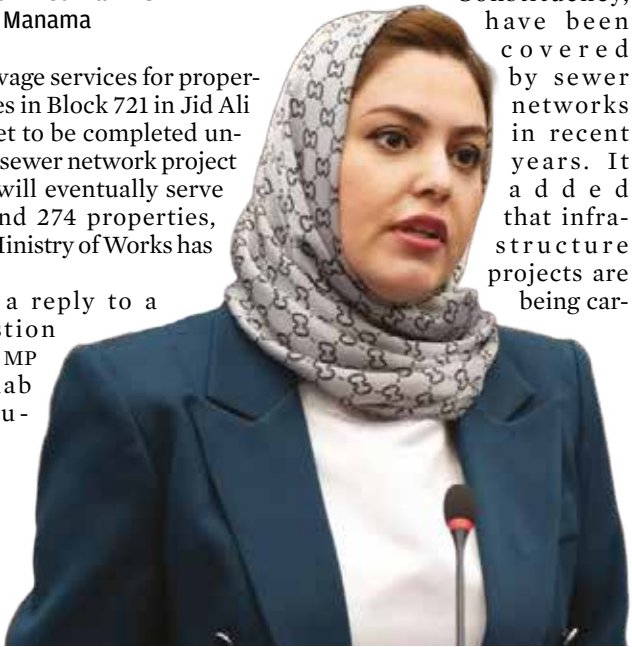 Manama
wage services for proper-
es in Block 721 in Jid Ali
et to be completed un-
sewer network project
will eventually serve
nd 274 properties,
Ministry of Works has
a reply to a
stion
MP
ab
u-
Constituency,
have been
covered
by sewer
networks
in recent
years. It
added
that infra-
structure
projects are
being car-